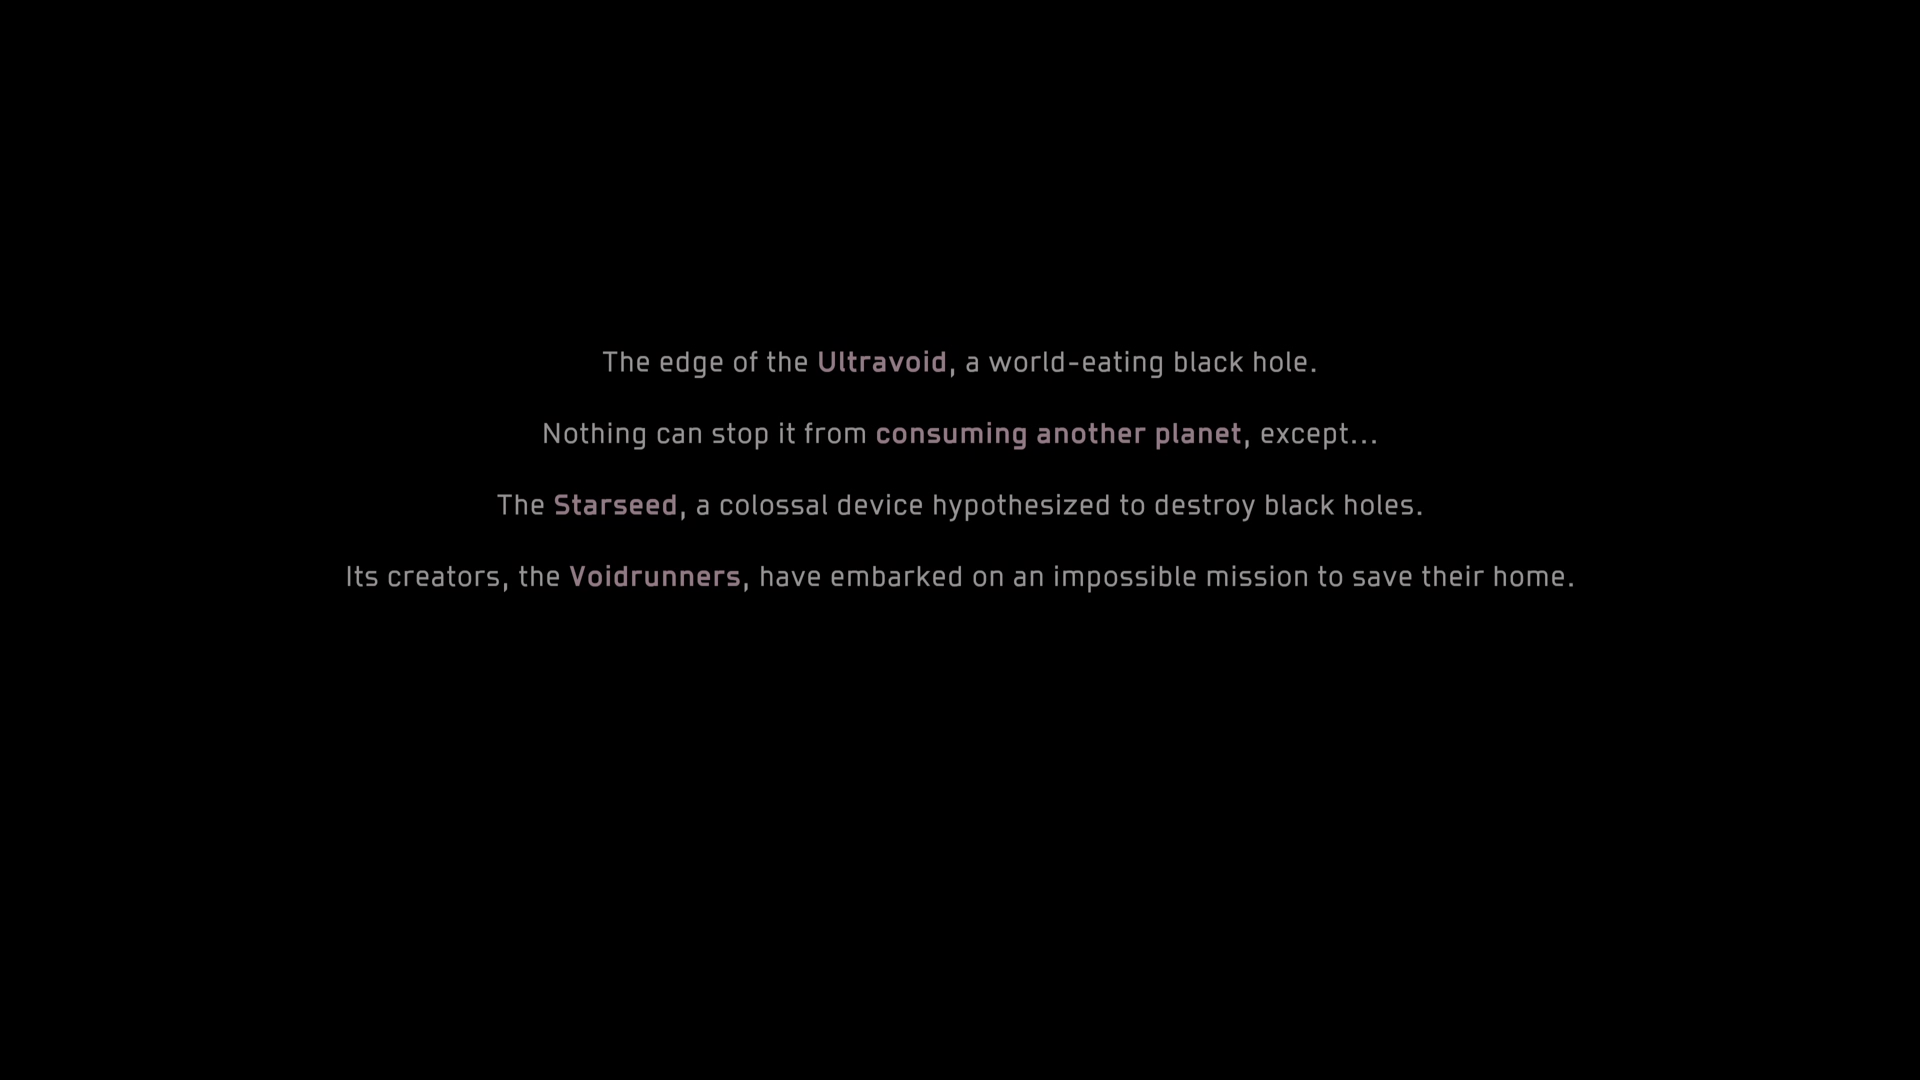 The edge of the Ultravoid, a world-eating black hole.
Nothing can stop it from consuming another planet, except...
The Starseed, a colossal device hypothesized to destroy black holes.
Its creators, the Voidrunners, have embarked on an impossible mission to save their home.